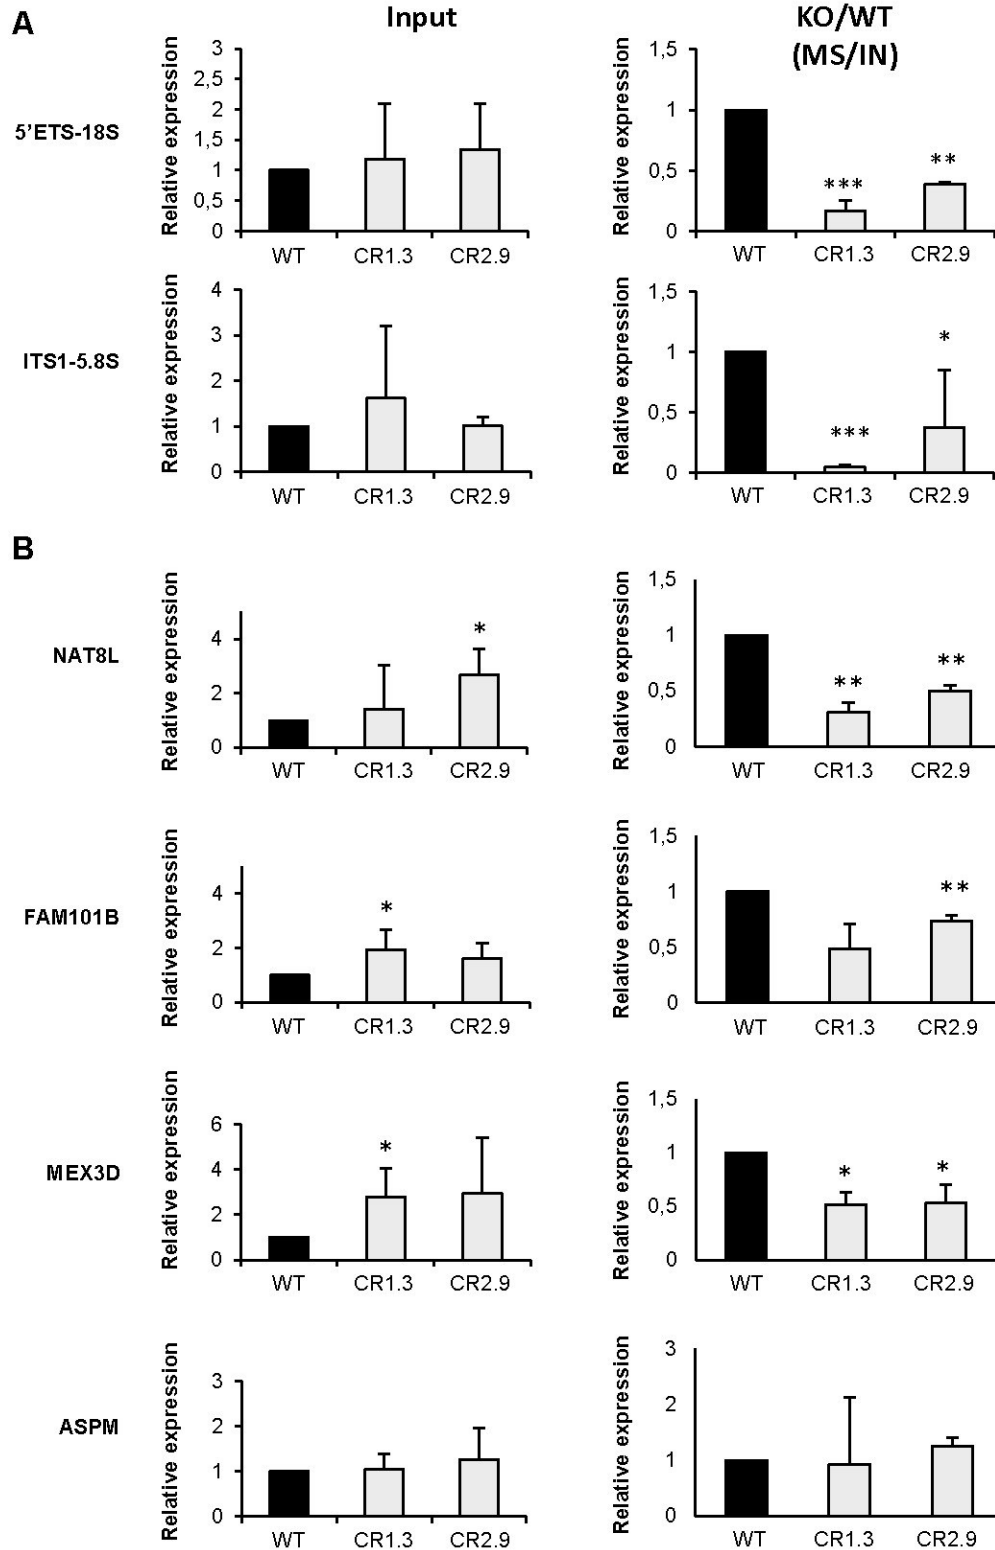 A
Input
KO/WT
(MS/IN)
5’ETS-18S
Relative expression
3
2,5
2
1,5
1
0,5
0
WT CR1.3 CR2.9
Relative expression
1,5
1
0,5
0
***
**
WT CR1.3 CR2.9
ITS1-5.8S
Relative expression
4
3
2
1
0
WT CR1.3 CR2.9
Relative expression
1,5
1
0,5
0
***
*
WT CR1.3 CR2.9
B
NAT8L
Relative expression
4
2
0
*
WT CR1.3 CR2.9
Relative expression
1,5
1
0,5
0
**
**
WT CR1.3 CR2.9
FAM101B
Relative expression
4
2
0
*
WT CR1.3 CR2.9
Relative expression
1,5
1
0,5
0
**
WT CR1.3 CR2.9
MEX3D
Relative expression
6
4
2
0
*
WT CR1.3 CR2.9
Relative expression
1,5
1
0,5
0
*
*
WT CR1.3 CR2.9
ASPM
Relative expression
3
2
1
0
WT CR1.3 CR2.9
Relative expression
3
2
1
0
WT CR1.3 CR2.9